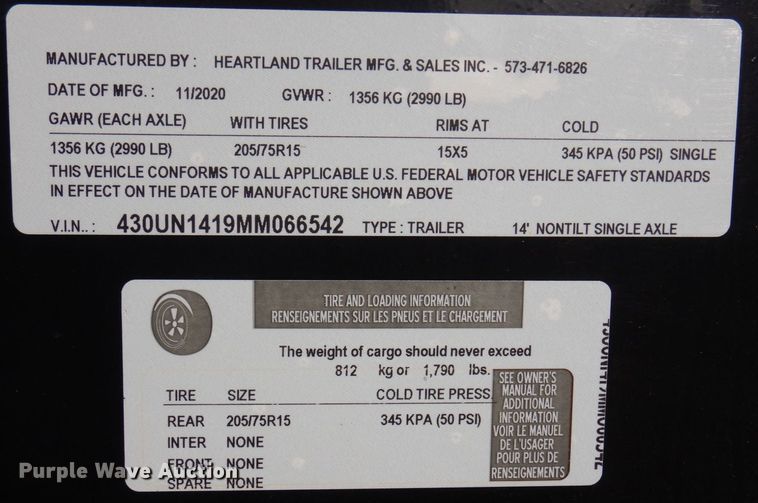 MANUFACTURED BY : HEARTLAND TRAILER MFG. & SALES INC. - 573-471-6826
DATE OF MFG. : 11/2020 GVWR : 1356 KG (2990 LB)
GAWR (EACH AXLE) WITH TIRES RIMS AT COLD
1356 KG (2990 LB) 205/75R15 15X5 345 KPA (50 PSI) SINGLE
THIS VEHICLE CONFORMS TO ALL APPLICABLE U.S. FEDERAL MOTOR VEHICLE SAFETY STANDARDS
IN EFFECT ON THE DATE OF MANUFACTURE SHOWN ABOVE
V.I.N.. : 430UN1419MM066542 TYPE : TRAILER 14' NONTILT SINGLE AXLE
TIRE AND LOADING INFORMATION
RENSEIGNEMENTS SUR LES PNEUS ET LE CHARGEMENT
The weight of cargo should never exceed
812 kg or 1,790 lbs.
TIRE SIZE COLD TIRE PRESS.
REAR 205/75R15 345 KPA (50 PSI)
INTER NONE
FRONT NONE
SPARE NONE
SEE OWNER'S
MANUAL FOR
ADDITIONAL
INFORMATION
VOIR LE MANUEL
DE L'USAGER
POUR PLUS DE
RENSEIGNEMENTS
Purple Wave Auction